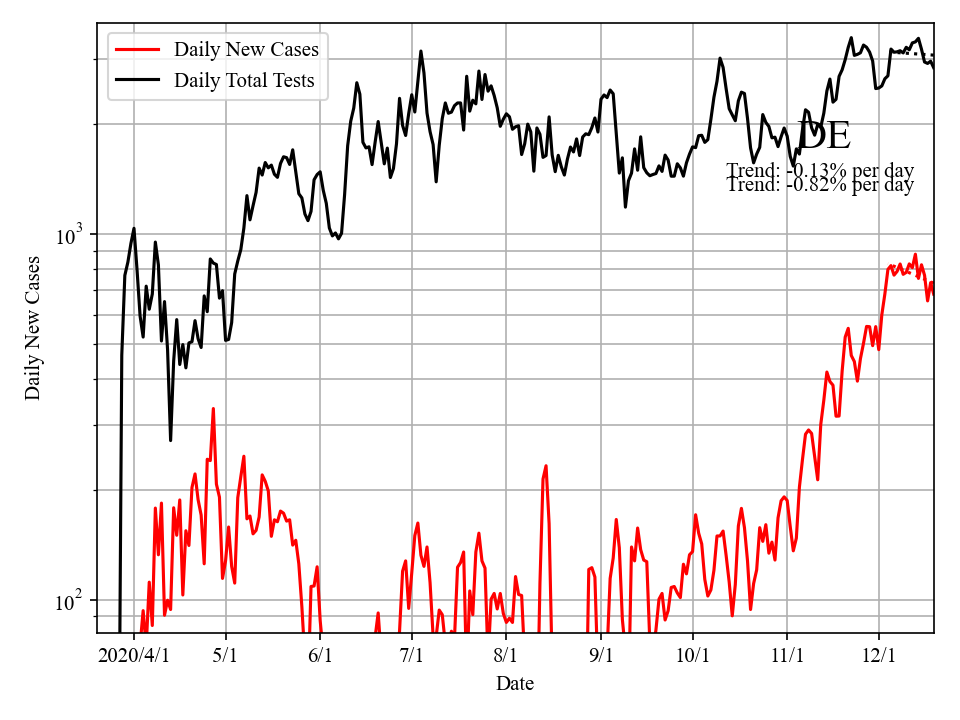 Daily New Cases
Daily Total Tests
DE
Trend: -0.13% per day
Trend: -0.82% per day
10^3
10^2
Daily New Cases
2020/4/1 5/1 6/1 7/1 8/1 9/1 10/1 11/1 12/1
Date